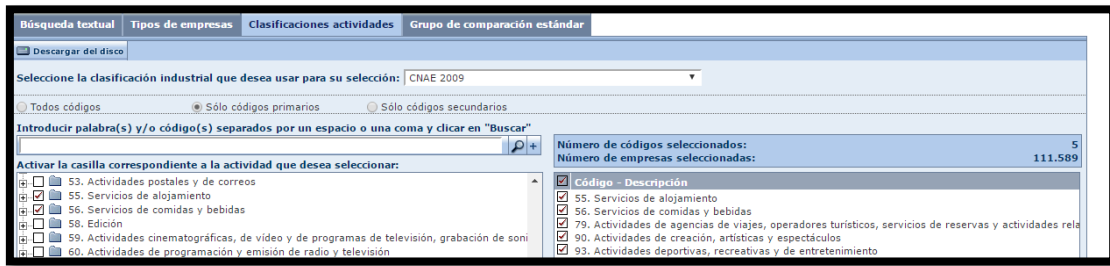 Búsqueda textual Tipos de empresas Clasificaciones actividades Grupo de comparación estándar
Descargar del disco
Seleccione la clasificación industrial que desea usar para su selección: CNAE 2009
Todos códigos Sólo códigos primarios Sólo códigos secundarios
Introducir palabra(s) y/o código(s) separados por un espacio o una coma y clicar en "Buscar"
Activar la casilla correspondiente a la actividad que desea seleccionar:
53. Actividades postales y de correos
55. Servicios de alojamiento
56. Servicios de comidas y bebidas
58. Edición
59. Actividades cinematográficas, de vídeo y de programas de televisión, grabación de soni
60. Actividades de programación y emisión de radio y televisión
Número de códigos seleccionados: 5
Número de empresas seleccionadas: 111.589
Código - Descripción
55. Servicios de alojamiento
56. Servicios de comidas y bebidas
79. Actividades de agencias de viajes, operadores turísticos, servicios de reservas y actividades rela
90. Actividades de creación, artísticas y espectáculos
93. Actividades deportivas, recreativas y de entretenimiento